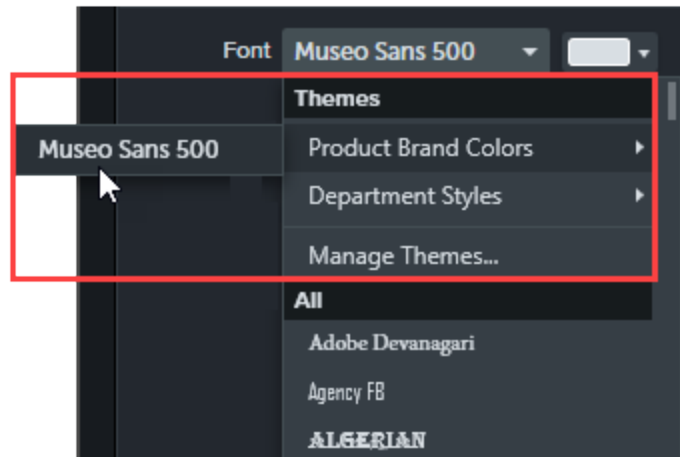 Font Museo Sans 500
Themes
Museo Sans 500 Product Brand Colors
Department Styles
Manage Themes...
All
Adobe Devanagari
Agency FB
ALGERIAN